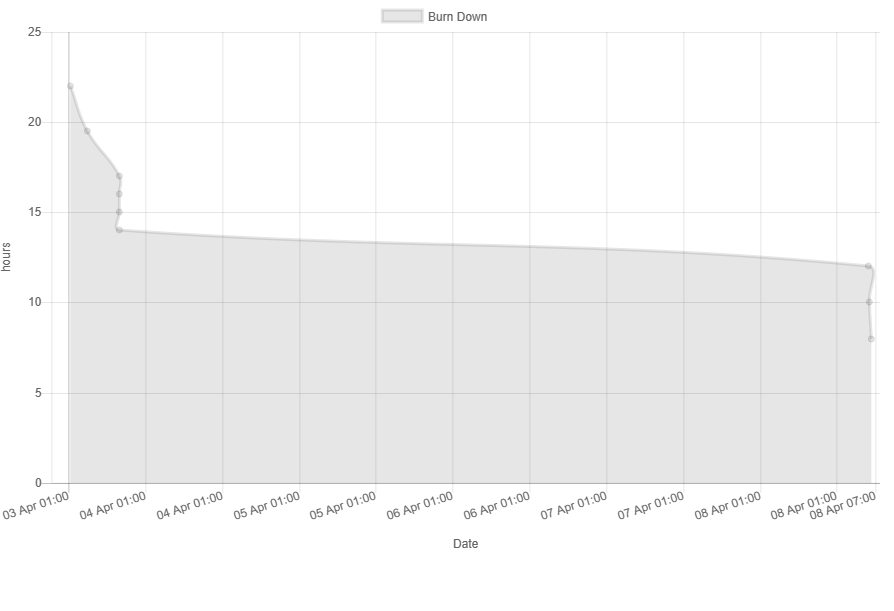 Burn Down
25
20
15
10
5
0
hours
03 Apr 01:00
04 Apr 01:00
04 Apr 01:00
05 Apr 01:00
05 Apr 01:00
06 Apr 01:00
06 Apr 01:00
07 Apr 01:00
07 Apr 01:00
08 Apr 01:00
08 Apr 01:00
08 Apr 07:00
Date